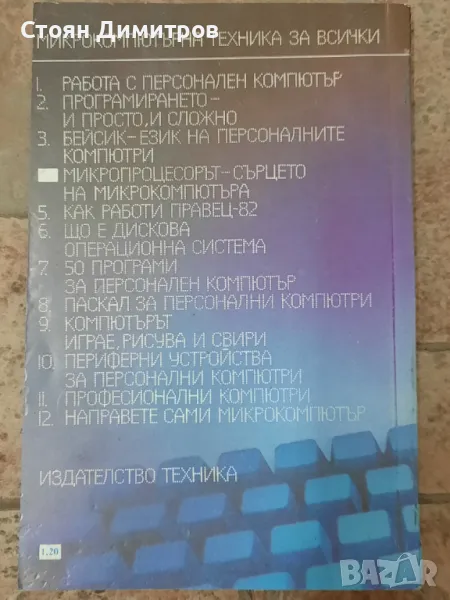 Стоян Димитров
МИКРОКОМПЮТЪРНА ТЕХНИКА ЗА ВСИЧКИ
1. РАБОТА С ПЕРСОНАЛЕН КОМПЮТЪР
2. ПРОГРАМИРАНЕТО-
И ПРОСТО, И СЛОЖНО
3. БЕЙСИК-ЕЗИК НА ПЕРСОНАЛНИТЕ
КОМПЮТРИ
МИКРОПРОЦЕСОРЪТ-СЪРЦЕТО
НА МИКРОКОМПЮТЪРА
5. КАК РАБОТИ ПРАВЕЦ-82
6. ЩО Е ДИСКОВА
ОПЕРАЦИОННА СИСТЕМА
7. 50 ПРОГРАМИ
ЗА ПЕРСОНАЛЕН КОМПЮТЪР
8. ПАСКАЛ ЗА ПЕРСОНАЛНИ КОМПЮТРИ
9. КОМПЮТЪРЪТ
ИГРАЕ, РИСУВА И СВИРИ
10. ПЕРИФЕРНИ УСТРОЙСТВА
ЗА ПЕРСОНАЛНИ КОМПЮТРИ
11. ПРОФЕСИОНАЛНИ КОМПЮТРИ
12. НАПРАВЕТЕ САМИ МИКРОКОМПЮТЪР
ИЗДАТЕЛСТВО ТЕХНИКА
1.20
BAZAR